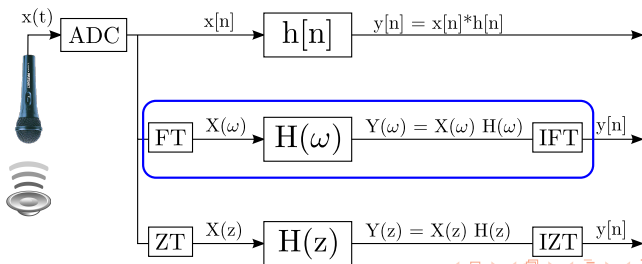 x(t)
ADC
x[n]
h[n]
y[n] = x[n]*h[n]
FT
X(ω)
H(ω)
Y(ω) = X(ω) H(ω)
IFT
y[n]
ZT
X(z)
H(z)
Y(z) = X(z) H(z)
IZT
y[n]